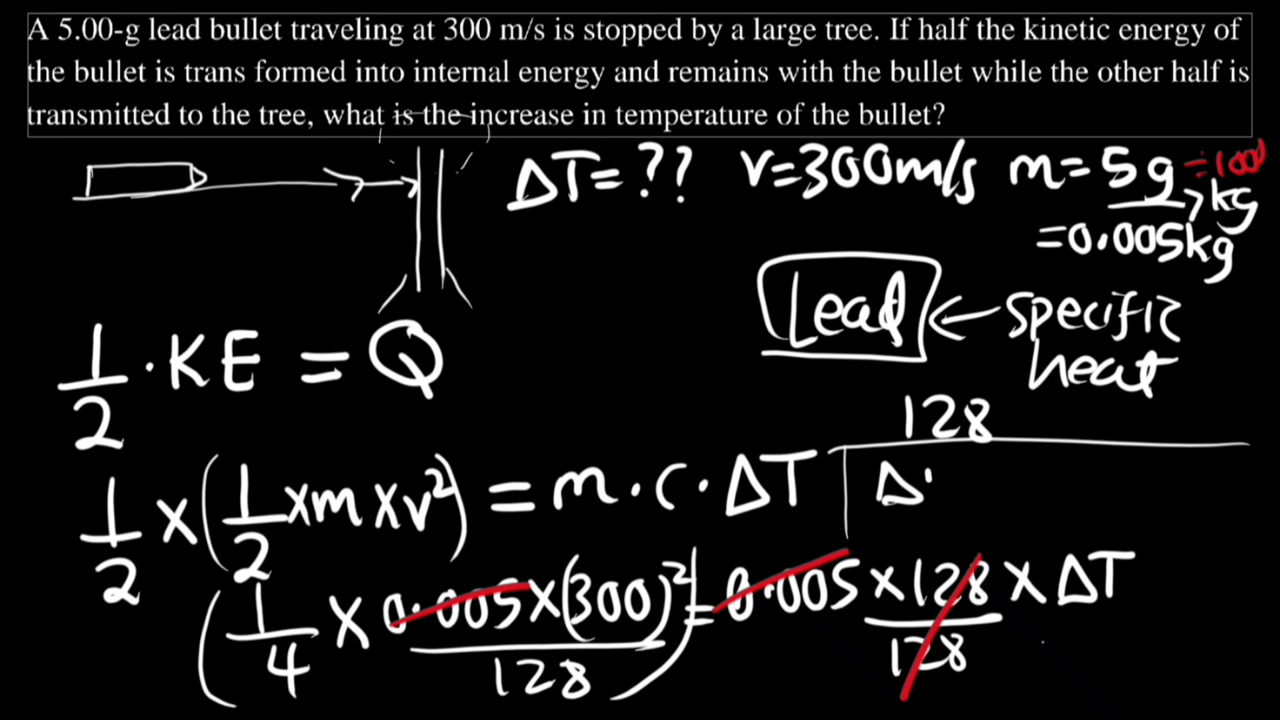 A 5.00-g lead bullet traveling at 300 m/s is stopped by a large tree. If half the kinetic energy of
the bullet is trans formed into internal energy and remains with the bullet while the other half is
transmitted to the tree, what is the increase in temperature of the bullet?
ΔT=?? v=300m/s m=5g÷1000
→kg
=0.005kg
Lead ← specific
heat
1/2 · KE = Q
128
1/2 x (1/2 x m x v²) = m · c · ΔT Δ
(1/4 x 0.005 x (300)²/128) = 0.005 x 128/128 x ΔT